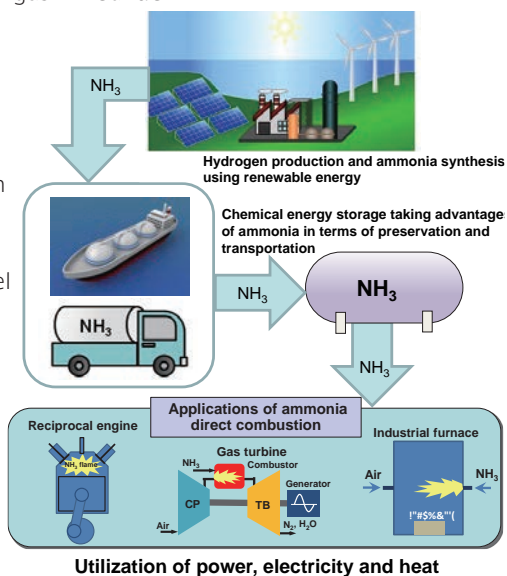 NH₃
Hydrogen production and ammonia synthesis
using renewable energy
Chemical energy storage taking advantage
of ammonia in terms of preservation and
transportation
NH₃
NH₃
NH₃
NH₃
Applications of ammonia
direct combustion
Reciprocal engine
NH₃ flame
Gas turbine
NH₃
Combustor
Generator
CP
TB
Air
N₂, H₂O
Industrial furnace
Air
NH₃
!"#$%&"'(
Utilization of power, electricity and heat